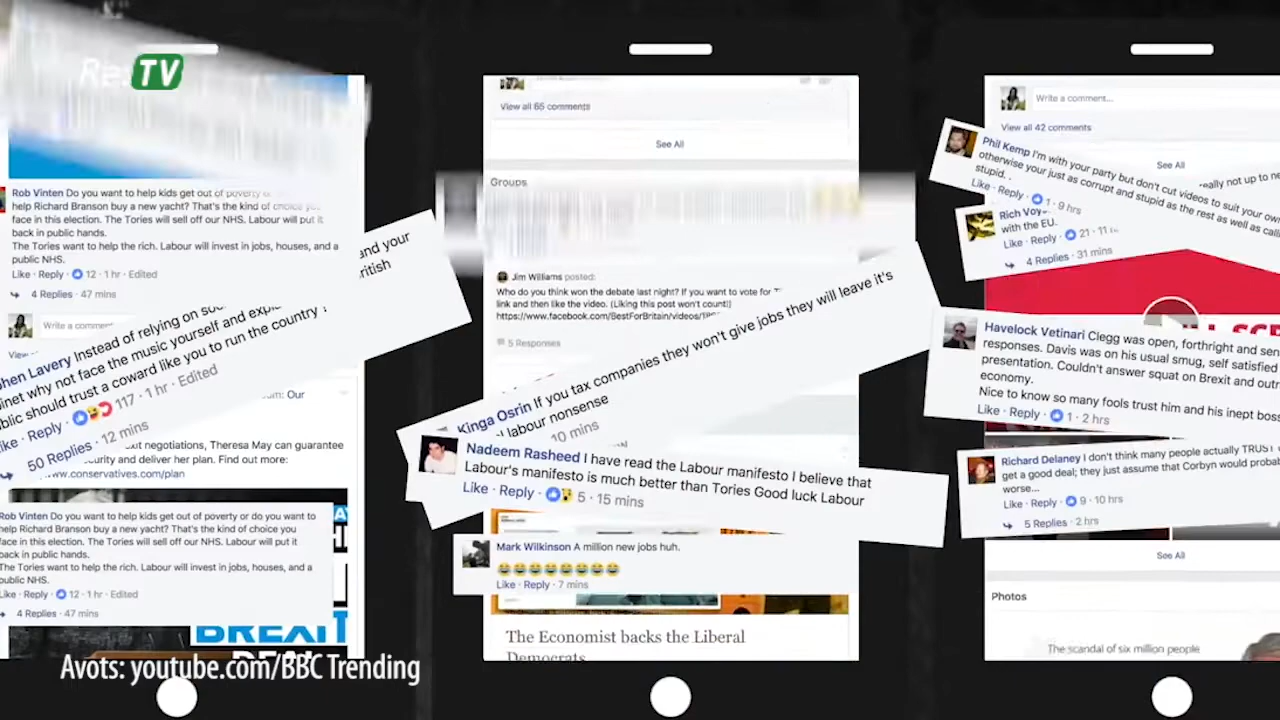 Re:TV
Rob Vinten Do you want to help kids get out of poverty or
help Richard Branson buy a new yacht? That's the kind of choice you
face in this election. The Tories will sell off our NHS. Labour will put it
back in public hands.
The Tories want to help the rich. Labour will invest in jobs, houses, and a
public NHS.
Like · Reply · 12 · 1 hr · Edited
4 Replies · 47 mins
Write a comment
and your
ritish
View
hen Lavery Instead of relying on
inet why not face the music yourself and
blic should trust a coward like you to run the country
ike · Reply · 117 · 1 hr · Edited
50 Replies · 12 mins
um: Our
xit negotiations, Theresa May can guarantee
urity and deliver her plan. Find out more:
www.conservatives.com/plan
Rob Vinten Do you want to help kids get out of poverty or do you want to
help Richard Branson buy a new yacht? That's the kind of choice you
face in this election. The Tories will sell off our NHS. Labour will put it
back in public hands.
The Tories want to help the rich. Labour will invest in jobs, houses, and a
public NHS.
Like · Reply · 12 · 1 hr · Edited
4 Replies · 47 mins
BREXIT
Avots: youtube.com/BBC Trending
View all 65 comments
See All
Groups
Jim Williams posted:
Who do you think won the debate last night? If you want to vote for
link and then like the video. (Liking this post won't count!)
https://www.facebook.com/BestForBritain/videos/
5 Responses
Kinga Osrin If you tax companies they won't give jobs they will leave it's
labour nonsense
10 mins
Nadeem Rasheed I have read the Labour manifesto I believe that
Labour's manifesto is much better than Tories Good luck Labour
Like · Reply · 5 · 15 mins
Mark Wilkinson A million new jobs huh.
😂😂😂😂😂😂😂😂
Like · Reply · 7 mins
The Economist backs the Liberal
Democrats
Write a comment...
View all 42 comments
See All
Phil Kemp I'm with your party but don't cut videos to suit your own
otherwise your just as corrupt and stupid as the rest as well as
stupid.
Like · Reply · 1 · 9 hrs
really not up to
Rich
with the EU.
Like · Reply · 21 · 11
4 Replies · 31 mins
Havelock Vetinari Clegg was open, forthright and
responses. Davis was on his usual smug, self satisfied
presentation. Couldn't answer squat on Brexit and
economy.
Nice to know so many fools trust him and his inept
Like · Reply · 1 · 2 hrs
Richard Delaney I don't think many people actually TRUST
get a good deal; they just assume that Corbyn would
worse...
Like · Reply · 9 · 10 hrs
5 Replies · 2 hrs
See All
Photos
The scandal of six million people